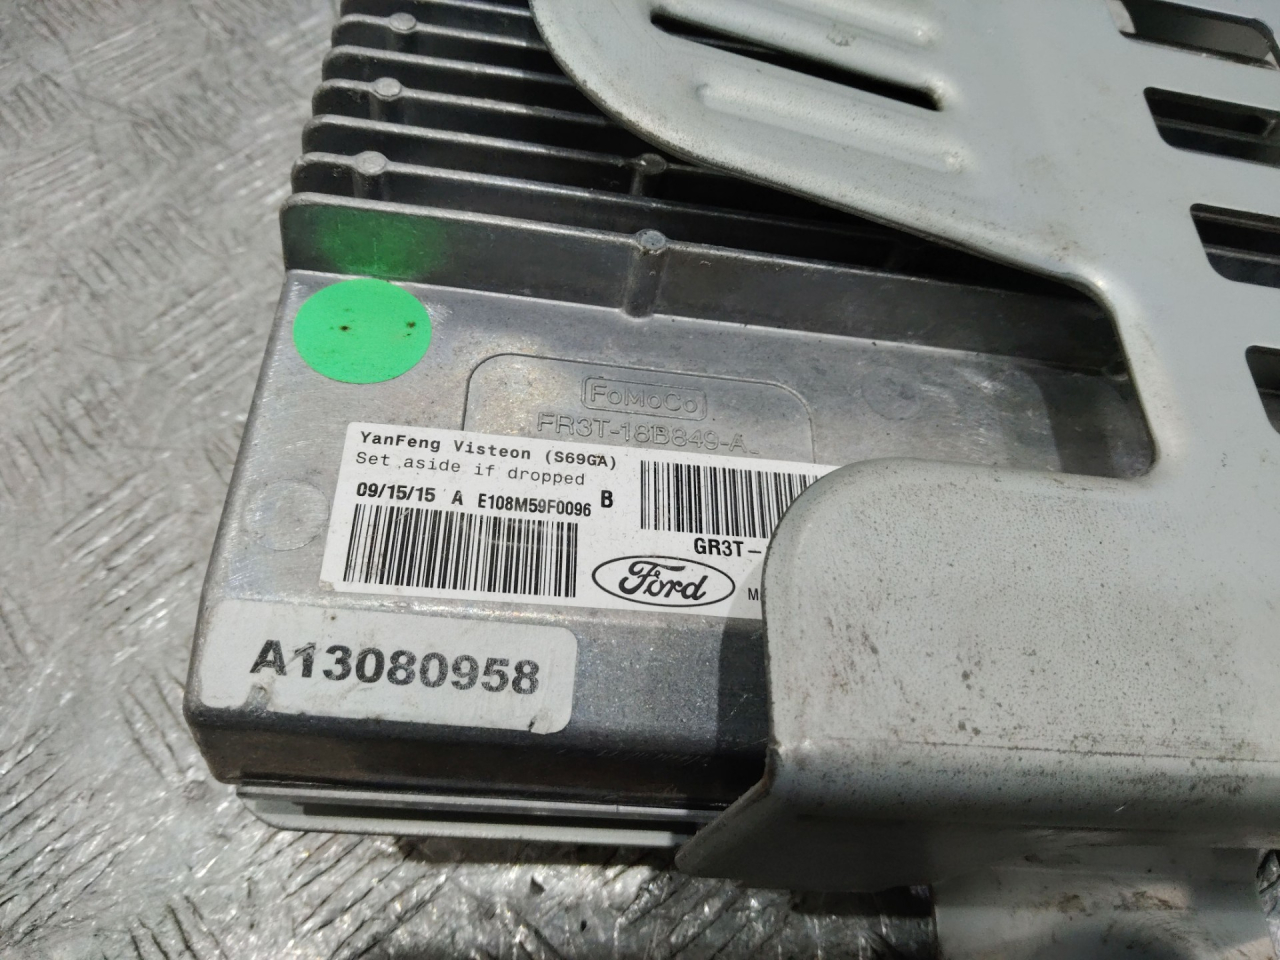 FoMoCo
FR3T-18B849-A
YanFeng Visteon (S69GA)
Set aside if dropped
09/15/15 A E108M59F0096 B
GR3T-
Ford
M
A13080958